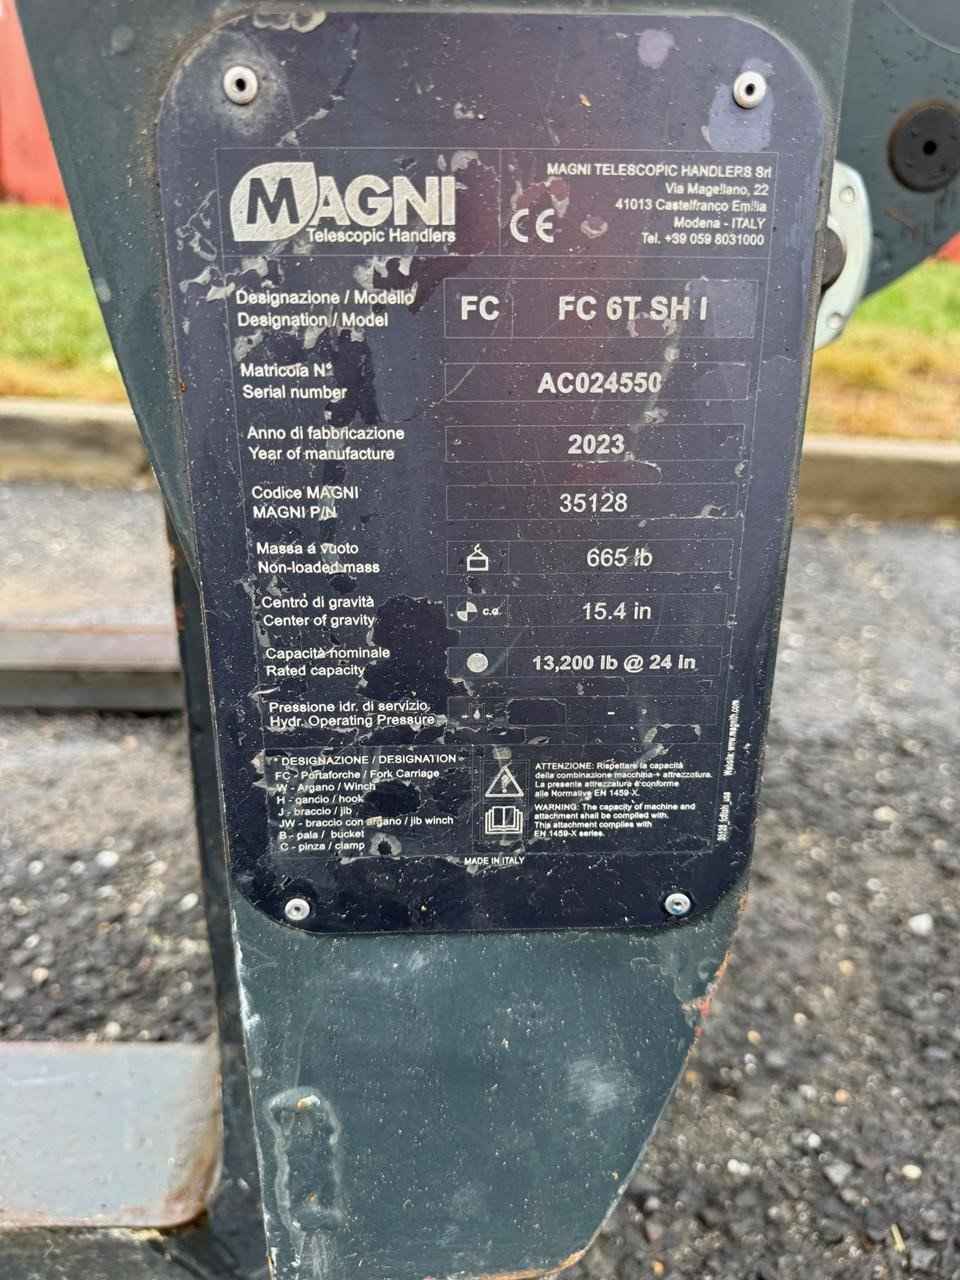 MAGNI
Telescopic Handlers
CE
MAGNI TELESCOPIC HANDLERS Srl
Via Magellano, 22
41013 Castelfranco Emilia
Modena - ITALY
Tel. +39 059 8031000
Designazione / Modello
Designation / Model
FC FC 6T SH I
Matricola N°
Serial number
AC024550
Anno di fabbricazione
Year of manufacture
2023
Codice MAGNI
MAGNI P/N
35128
Massa a vuoto
Non-loaded mass
665 lb
Centro di gravità
Center of gravity
c.g.
15.4 in
Capacità nominale
Rated capacity
13,200 lb @ 24 in
Pressione idr. di servizio
Hydr. Operating Pressure
-
* DESIGNAZIONE / DESIGNATION
FC - Portaforche / Fork Carriage
W - Argano / Winch
H - gancio / hook
J - braccio / jib
JW - braccio con argano / jib winch
B - pala / bucket
C - pinza / clamp
ATTENZIONE: Rispettare la capacità
della combinazione macchina + attrezzatura.
La presente attrezzatura è conforme
alle Normative EN 1459-X.
WARNING: The capacity of machine and
attachment shall be complied with.
This attachment complies with
EN 1459-X series.
MADE IN ITALY
Website: www.magnith.com